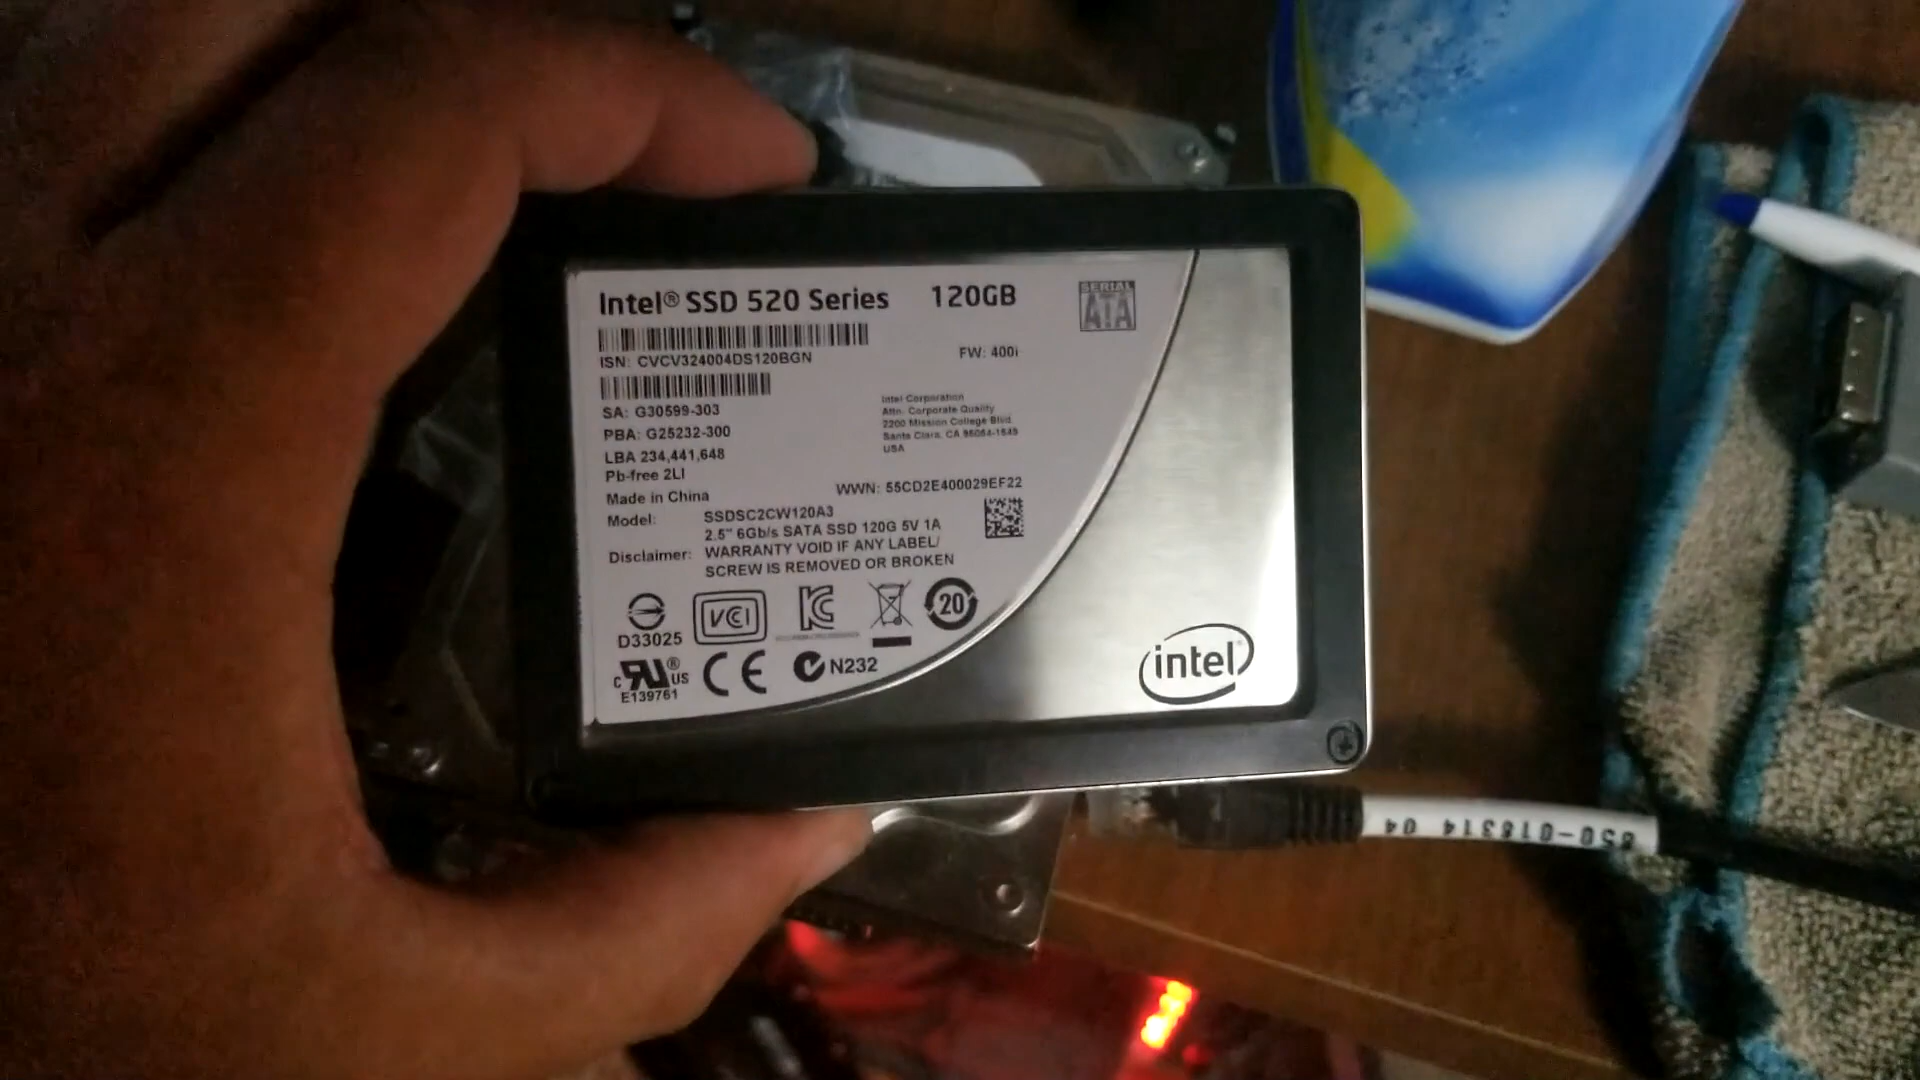 Intel® SSD 520 Series 120GB
SERIAL ATA
ISN: CVCV324004DS120BGN
FW: 400i
SA: G30599-303
PBA: G25232-300
LBA 234,441,648
Pb-free 2LI
Made in China
Intel Corporation
Attn. Corporate Quality
2200 Mission College Blvd.
Santa Clara, CA 95054-1549
USA
WWN: 55CD2E400029EF22
Model: SSDSC2CW120A3
2.5" 6Gb/s SATA SSD 120G 5V 1A
Disclaimer: WARRANTY VOID IF ANY LABEL/
SCREW IS REMOVED OR BROKEN
D33025
VCI
KC
20
c RU® US
E139761
CE
N232
intel®
850-018314 04